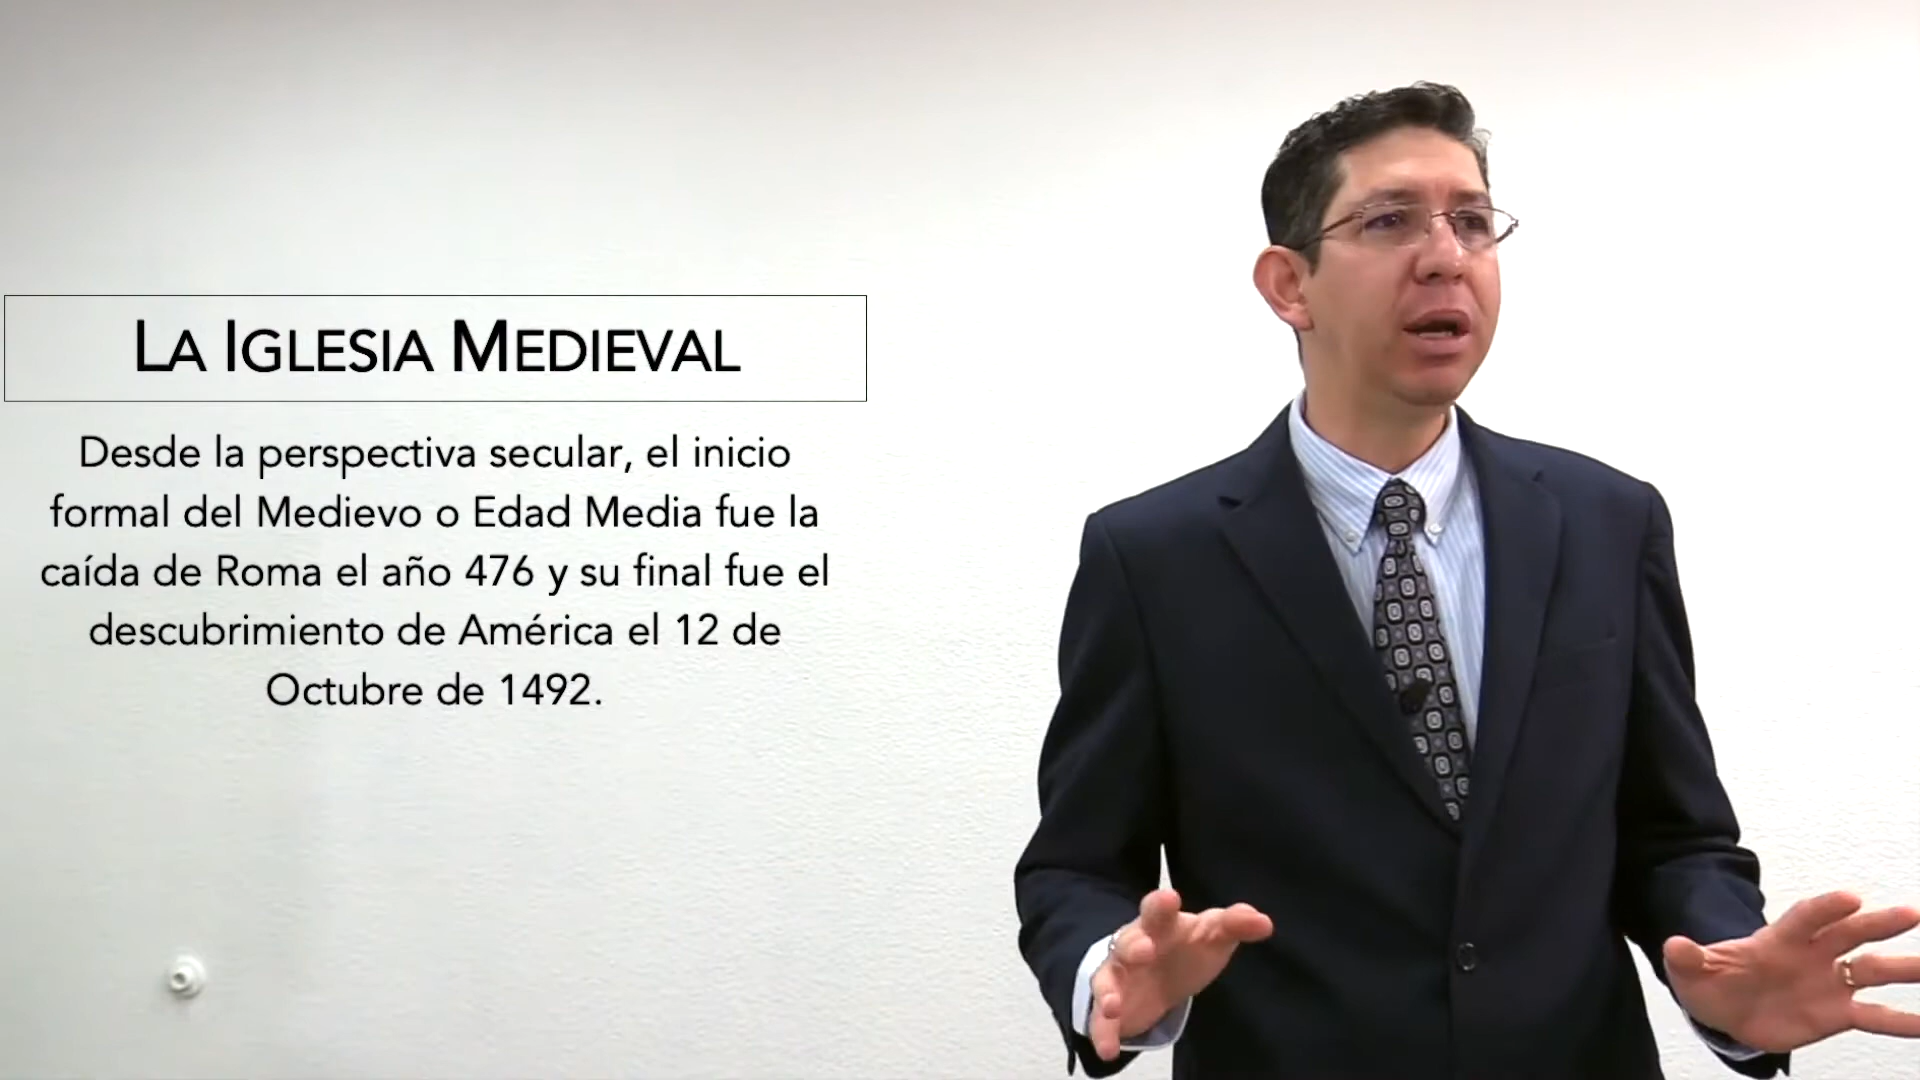 LA IGLESIA MEDIEVAL
Desde la perspectiva secular, el inicio
formal del Medievo o Edad Media fue la
caída de Roma el año 476 y su final fue el
descubrimiento de América el 12 de
Octubre de 1492.